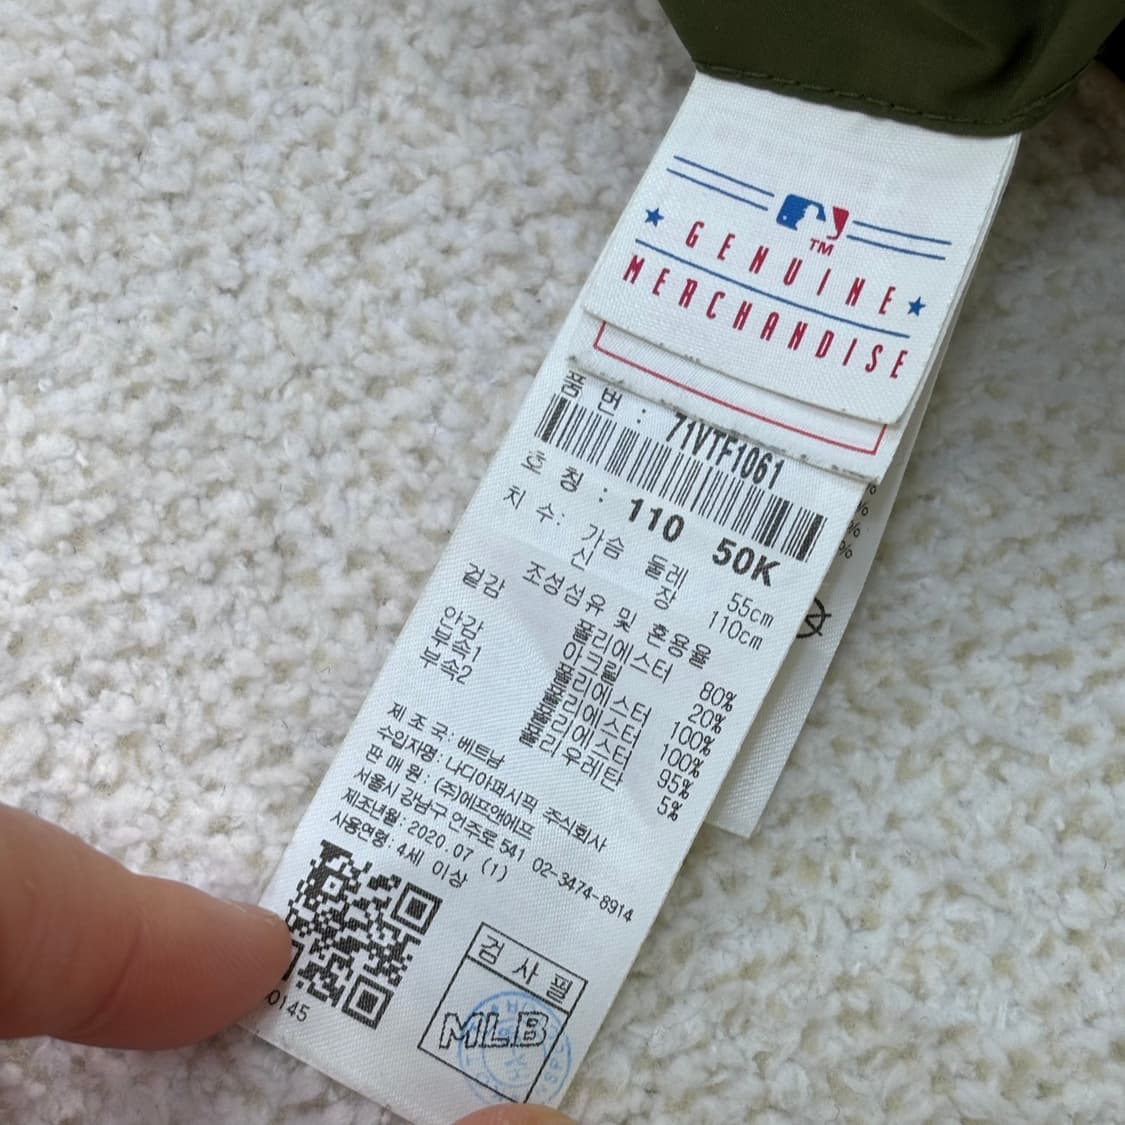 TM
GENUINE
MERCHANDISE
품 번 : 71VTF1061
호 칭 : 110 50K
치 수: 가슴 둘레 55cm
신 장 110cm
조성섬유 및 혼용율
겉감 폴리에스터 80%
아크릴 20%
안감 폴리에스터 100%
부속1 폴리에스터 100%
부속2 폴리에스터 95%
폴리우레탄 5%
제 조 국: 베트남
수입자명: 나디아퍼시픽 주식회사
판 매 원: (주)에프앤에프
서울시 강남구 언주로 541 02-3474-8914
제조년월: 2020.07 (1)
사용연령: 4세 이상
0145
검사필
MLB